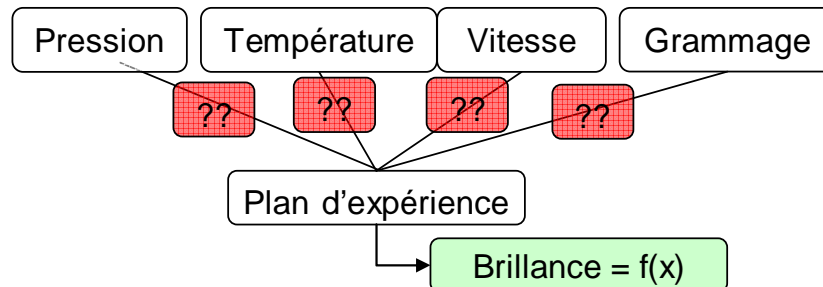 Pression
Température
Vitesse
Grammage
??
??
??
??
Plan d'expérience
Brillance = f(x)